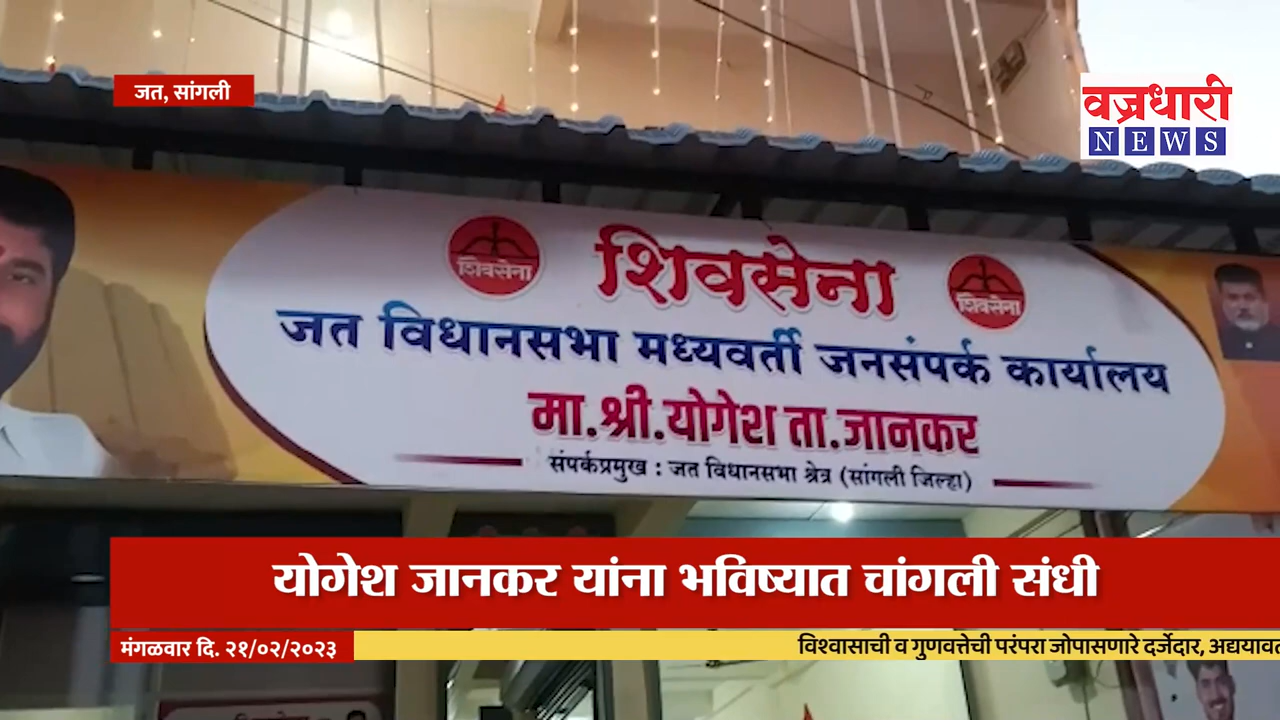 जत, सांगली
वज्रधारी
NEWS
शिवसेना
शिवसेना
शिवसेना
जत विधानसभा मध्यवर्ती जनसंपर्क कार्यालय
मा.श्री.योगेश ता.जानकर
संपर्कप्रमुख : जत विधानसभा श्रेत्र (सांगली जिल्हा)
योगेश जानकर यांना भविष्यात चांगली संधी
मंगळवार दि. २१/०२/२०२३
विश्वासाची व गुणवत्तेची परंपरा जोपासणारे दर्जेदार, अद्ययावत